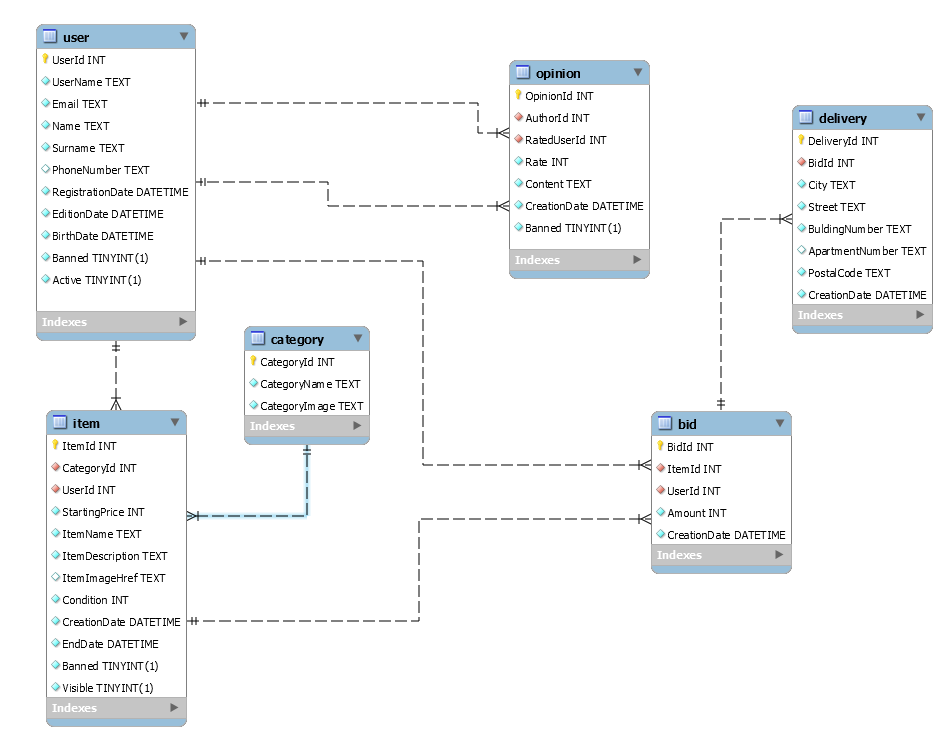 user
UserId INT
UserName TEXT
Email TEXT
Name TEXT
Surname TEXT
PhoneNumber TEXT
RegistrationDate DATETIME
EditionDate DATETIME
BirthDate DATETIME
Banned TINYINT(1)
Active TINYINT(1)
Indexes
opinion
OpinionId INT
AuthorId INT
RatedUserId INT
Rate INT
Content TEXT
CreationDate DATETIME
Banned TINYINT(1)
Indexes
delivery
DeliveryId INT
BidId INT
City TEXT
Street TEXT
BuldingNumber TEXT
ApartmentNumber TEXT
PostalCode TEXT
CreationDate DATETIME
Indexes
category
CategoryId INT
CategoryName TEXT
CategoryImage TEXT
Indexes
item
ItemId INT
CategoryId INT
UserId INT
StartingPrice INT
ItemName TEXT
ItemDescription TEXT
ItemImageHref TEXT
Condition INT
CreationDate DATETIME
EndDate DATETIME
Banned TINYINT(1)
Visible TINYINT(1)
Indexes
bid
BidId INT
ItemId INT
UserId INT
Amount INT
CreationDate DATETIME
Indexes